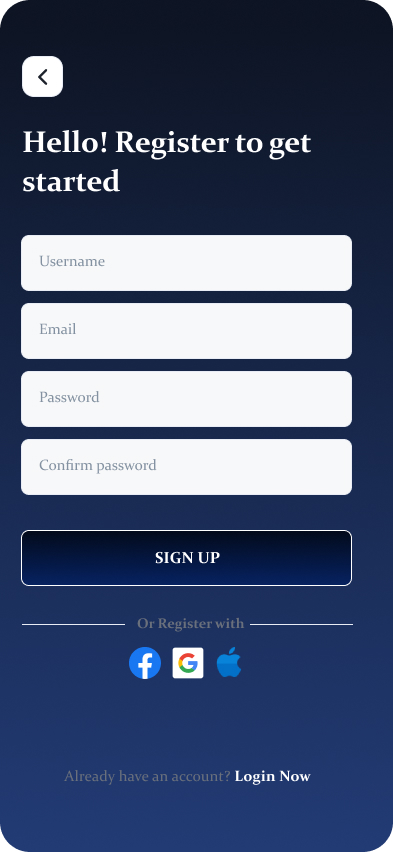 Hello! Register to get
started
Username
Email
Password
Confirm password
SIGN UP
Or Register with
Already have an account? Login Now